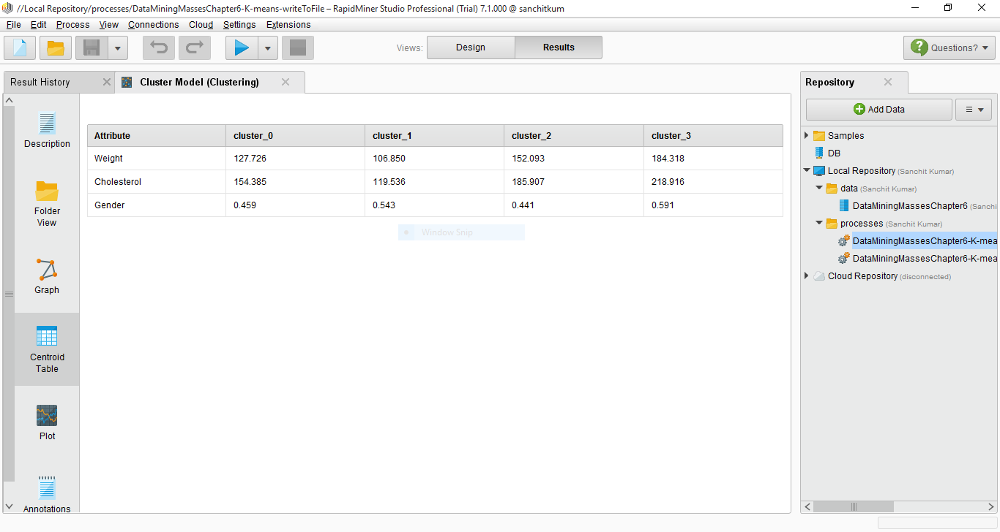 //Local Repository/processes/DataMiningMassesChapter6-K-means-writeToFile – RapidMiner Studio Professional (Trial) 7.1.000 @ sanchitkum
File Edit Process View Connections Cloud Settings Extensions
Views: Design Results Questions?
Result History Cluster Model (Clustering)
Description
Folder
View
Graph
Centroid
Table
Plot
Annotations
Attribute cluster_0 cluster_1 cluster_2 cluster_3
Weight 127.726 106.850 152.093 184.318
Cholesterol 154.385 119.536 185.907 218.916
Gender 0.459 0.543 0.441 0.591
Window Snip
Repository
Add Data
Samples
DB
Local Repository (Sanchit Kumar)
data (Sanchit Kumar)
DataMiningMassesChapter6 (Sanchi
processes (Sanchit Kumar)
DataMiningMassesChapter6-K-mea
DataMiningMassesChapter6-K-mea
Cloud Repository (disconnected)